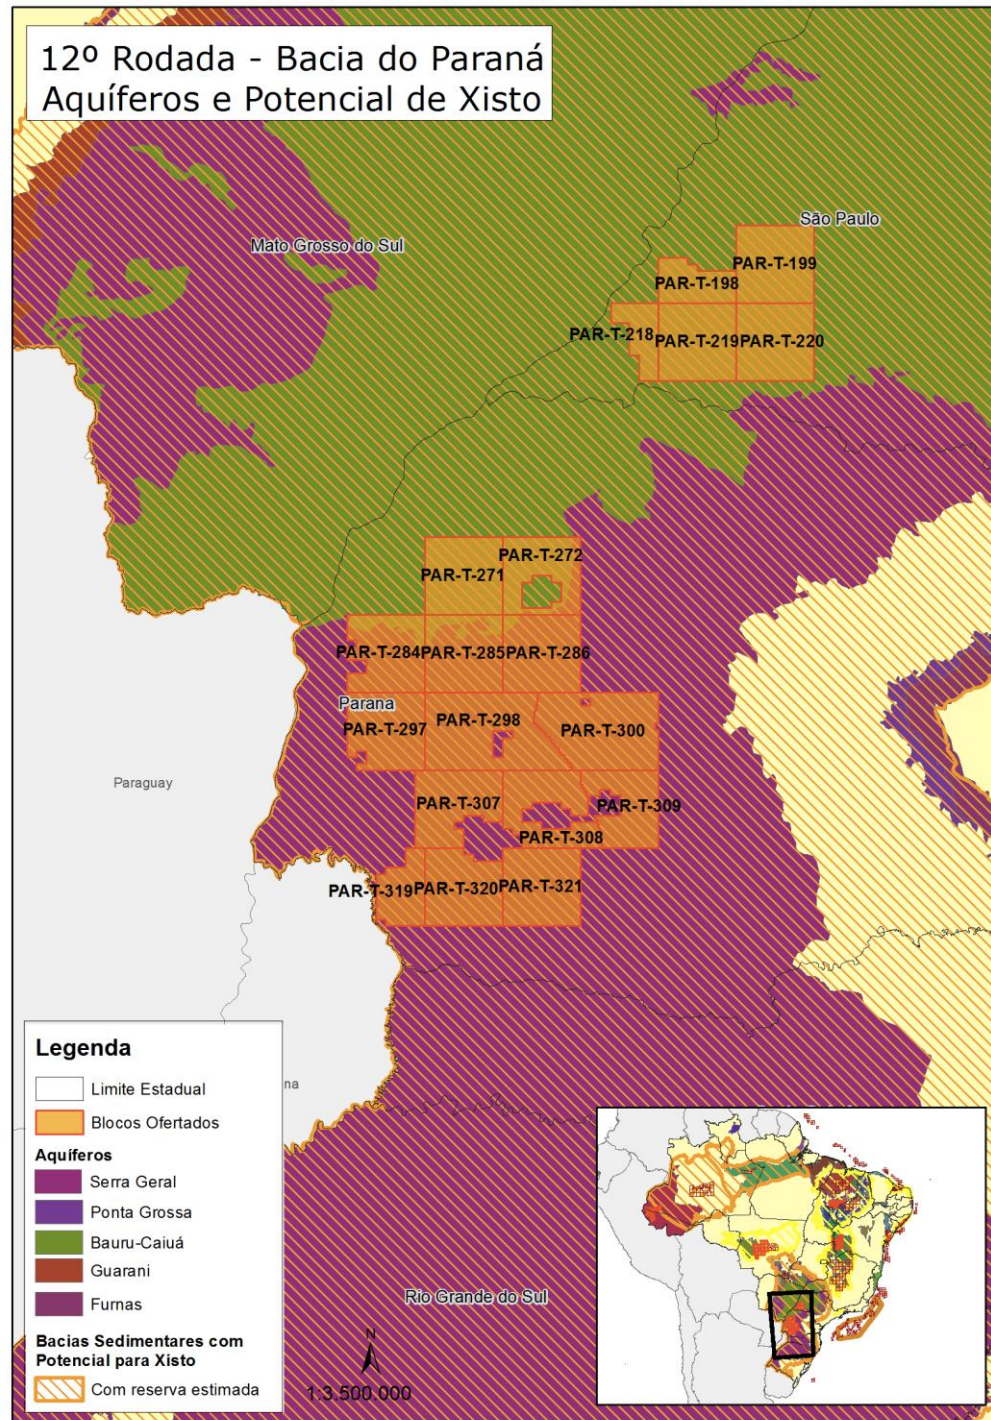 12º Rodada - Bacia do Paraná
Aquíferos e Potencial de Xisto
São Paulo
Mato Grosso do Sul
PAR-T-199
PAR-T-198
PAR-T-218
PAR-T-219
PAR-T-220
PAR-T-272
PAR-T-271
PAR-T-284
PAR-T-285
PAR-T-286
Parana
PAR-T-297
PAR-T-298
PAR-T-300
Paraguay
PAR-T-307
PAR-T-309
PAR-T-308
PAR-T-319
PAR-T-320
PAR-T-321
Legenda
Limite Estadual
na
Blocos Ofertados
Aquíferos
Serra Geral
Ponta Grossa
Bauru-Caiuá
Guarani
Furnas
Bacias Sedimentares com
Potencial para Xisto
Com reserva estimada
Rio Grande do Sul
N
1:3.500.000